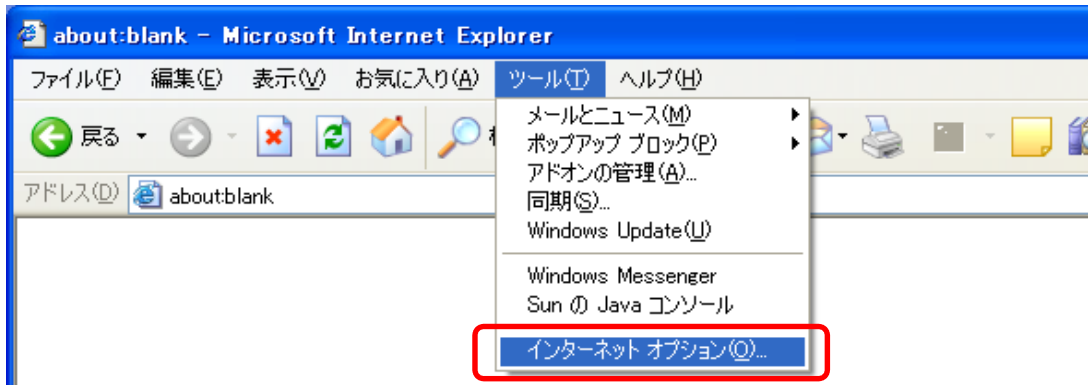 about:blank - Microsoft Internet Explorer
ファイル(F) 編集(E) 表示(V) お気に入り(A) ツール(T) ヘルプ(H)
戻る
メールとニュース(M)
ポップアップ ブロック(P)
アドオンの管理(A)...
同期(S)...
Windows Update(U)
アドレス(D) about:blank
Windows Messenger
Sun の Java コンソール
インターネット オプション(O)...